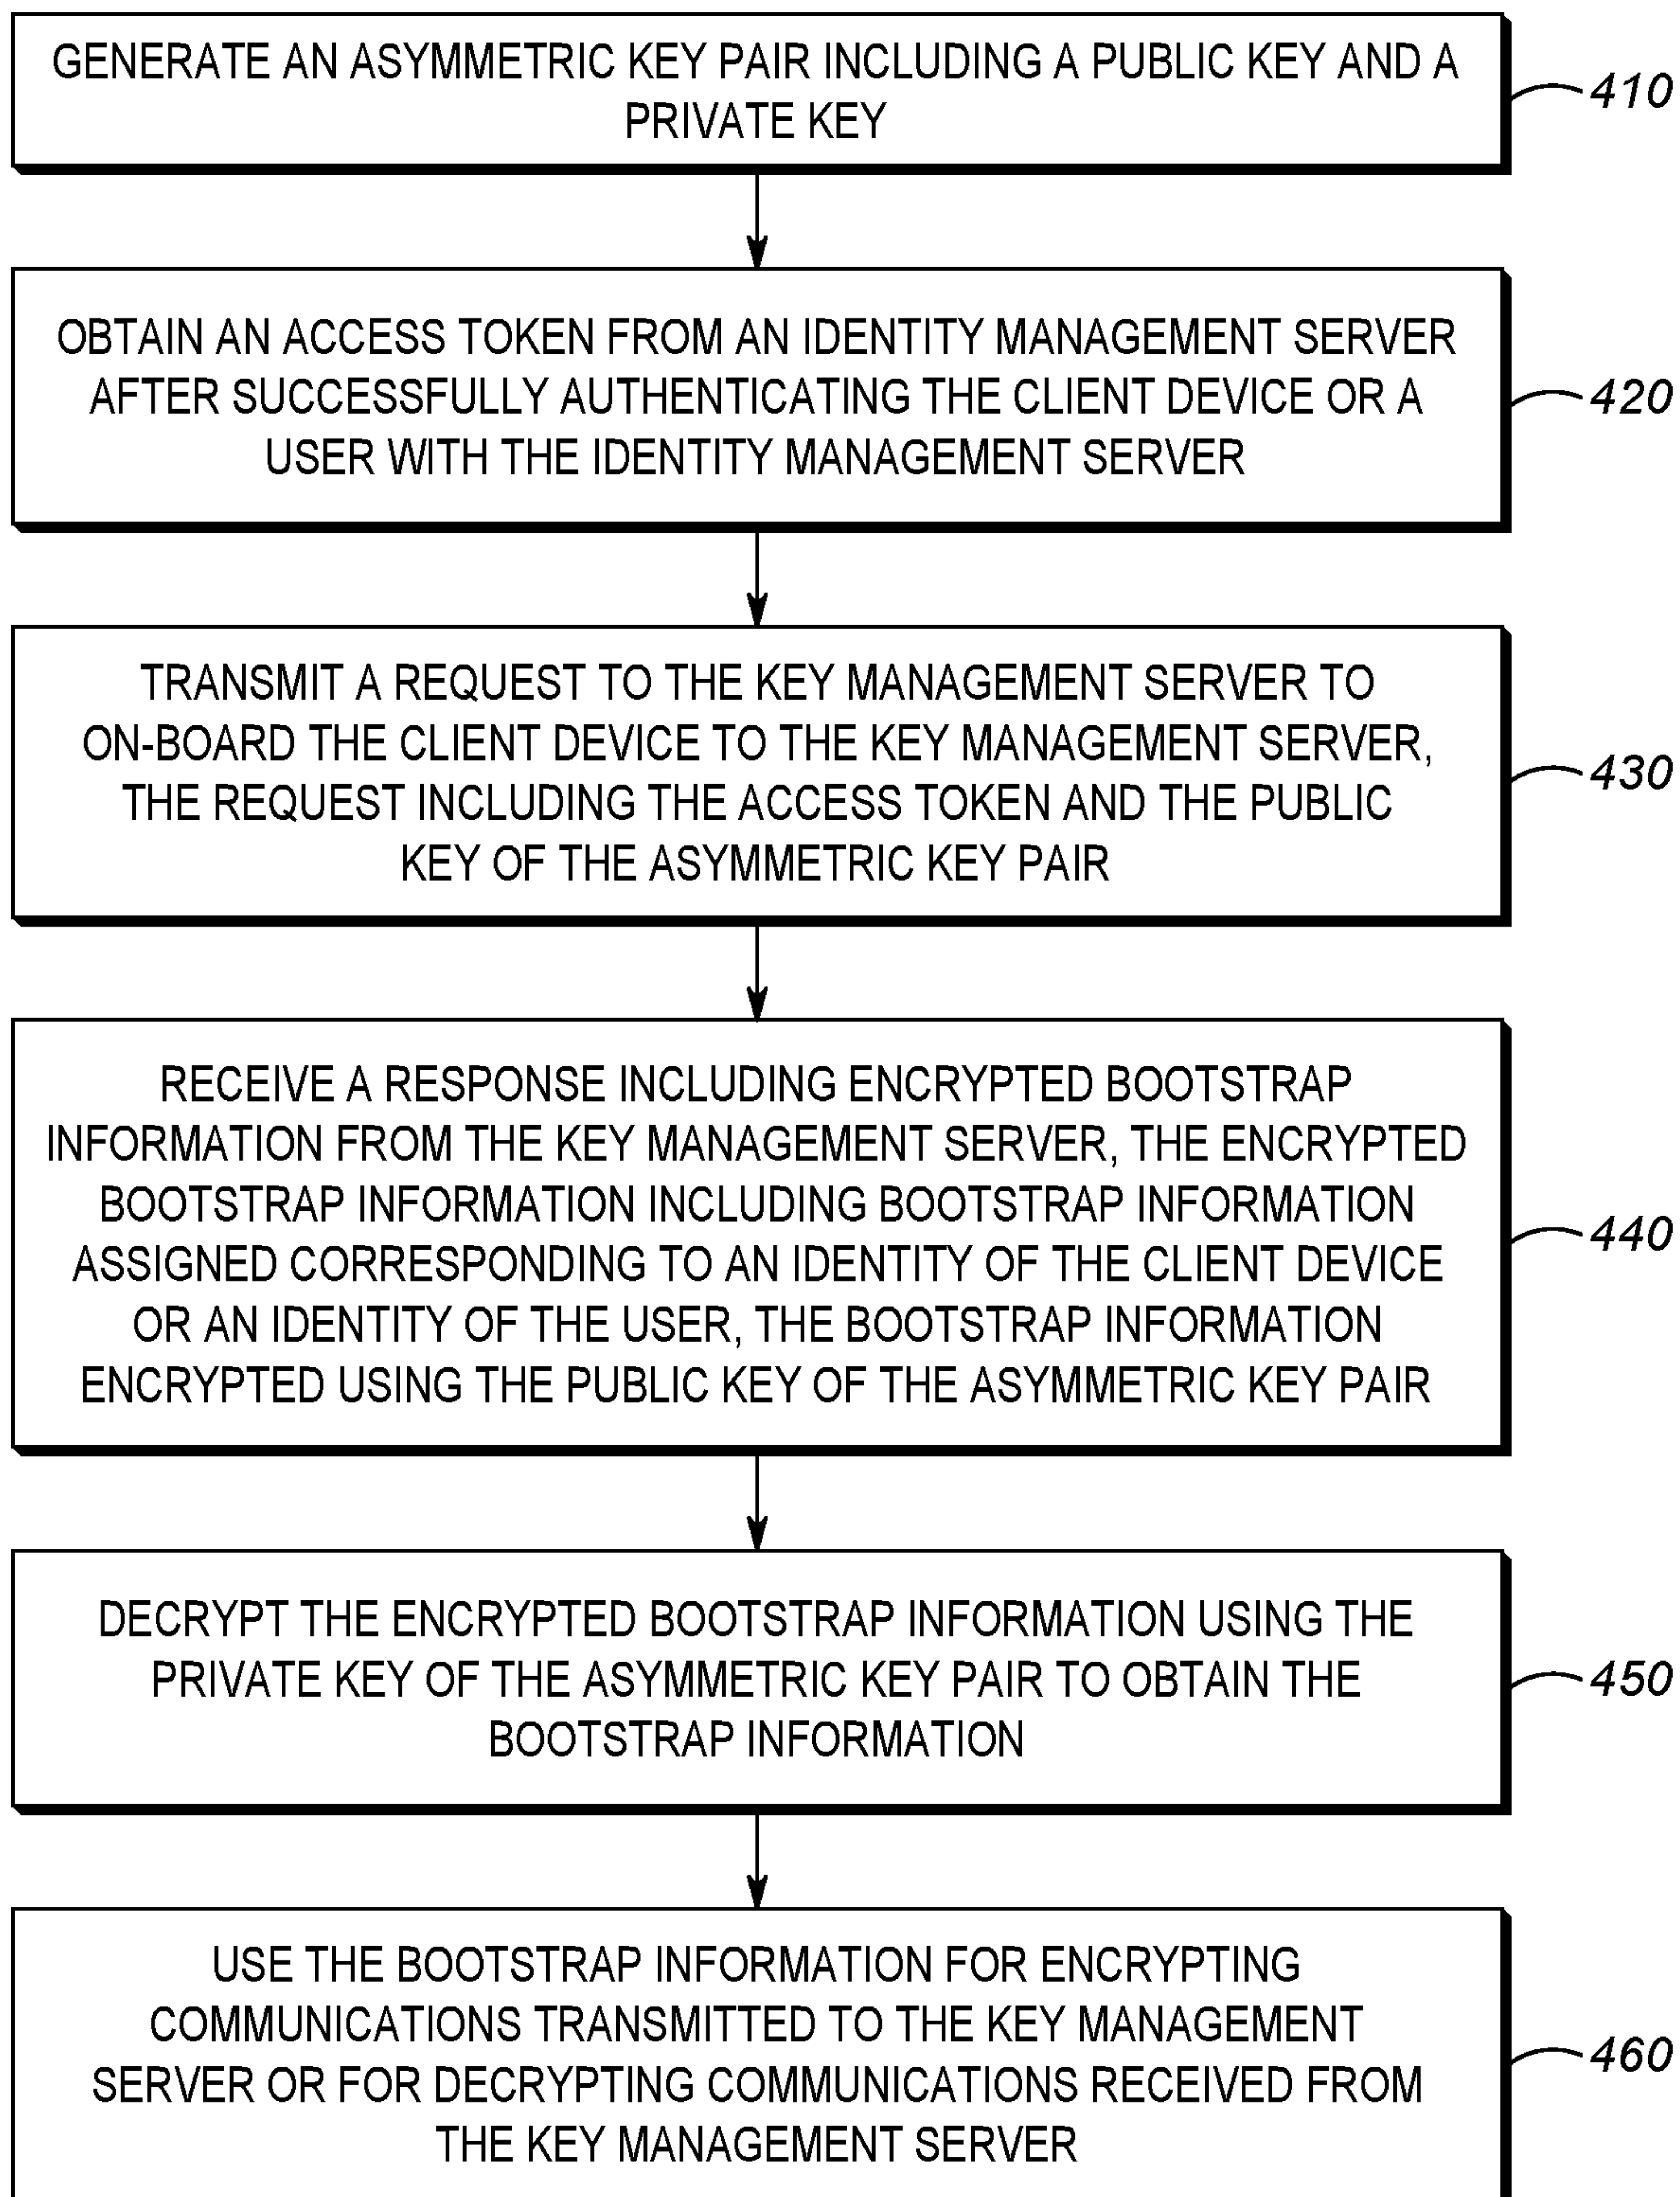 GENERATE AN ASYMMETRIC KEY PAIR INCLUDING A PUBLIC KEY AND A
PRIVATE KEY
410
OBTAIN AN ACCESS TOKEN FROM AN IDENTITY MANAGEMENT SERVER
AFTER SUCCESSFULLY AUTHENTICATING THE CLIENT DEVICE OR A
USER WITH THE IDENTITY MANAGEMENT SERVER
420
TRANSMIT A REQUEST TO THE KEY MANAGEMENT SERVER TO
ON-BOARD THE CLIENT DEVICE TO THE KEY MANAGEMENT SERVER,
THE REQUEST INCLUDING THE ACCESS TOKEN AND THE PUBLIC
KEY OF THE ASYMMETRIC KEY PAIR
430
RECEIVE A RESPONSE INCLUDING ENCRYPTED BOOTSTRAP
INFORMATION FROM THE KEY MANAGEMENT SERVER, THE ENCRYPTED
BOOTSTRAP INFORMATION INCLUDING BOOTSTRAP INFORMATION
ASSIGNED CORRESPONDING TO AN IDENTITY OF THE CLIENT DEVICE
OR AN IDENTITY OF THE USER, THE BOOTSTRAP INFORMATION
ENCRYPTED USING THE PUBLIC KEY OF THE ASYMMETRIC KEY PAIR
440
DECRYPT THE ENCRYPTED BOOTSTRAP INFORMATION USING THE
PRIVATE KEY OF THE ASYMMETRIC KEY PAIR TO OBTAIN THE
BOOTSTRAP INFORMATION
450
USE THE BOOTSTRAP INFORMATION FOR ENCRYPTING
COMMUNICATIONS TRANSMITTED TO THE KEY MANAGEMENT
SERVER OR FOR DECRYPTING COMMUNICATIONS RECEIVED FROM
THE KEY MANAGEMENT SERVER
460